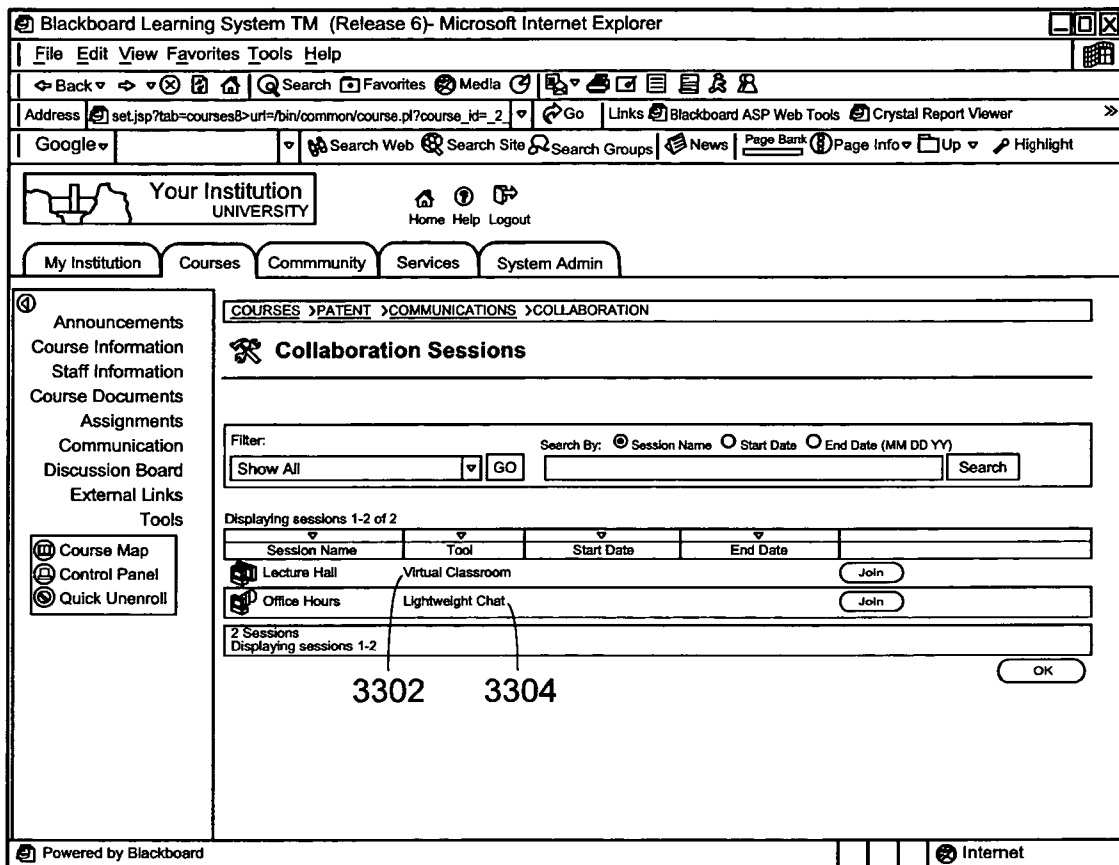 Blackboard Learning System TM (Release 6)- Microsoft Internet Explorer
File Edit View Favorites Tools Help
Back Search Favorites Media
Address set.jsp?tab=courses8>url=/bin/common/course.pl?course_id=_2_ Go Links Blackboard ASP Web Tools Crystal Report Viewer »
Google Search Web Search Site Search Groups News Page Bank Page Info Up Highlight
Your Institution
UNIVERSITY
Home Help Logout
My Institution Courses Commmunity Services System Admin
COURSES >PATENT >COMMUNICATIONS >COLLABORATION
Announcements
Course Information
Staff Information
Course Documents
Assignments
Communication
Discussion Board
External Links
Tools
Course Map
Control Panel
Quick Unenroll
Collaboration Sessions
Filter: Search By: Session Name Start Date End Date (MM DD YY)
Show All GO Search
Displaying sessions 1-2 of 2
Session Name Tool Start Date End Date
Lecture Hall Virtual Classroom Join
Office Hours Lightweight Chat Join
2 Sessions
Displaying sessions 1-2
OK
3302 3304
Powered by Blackboard Internet